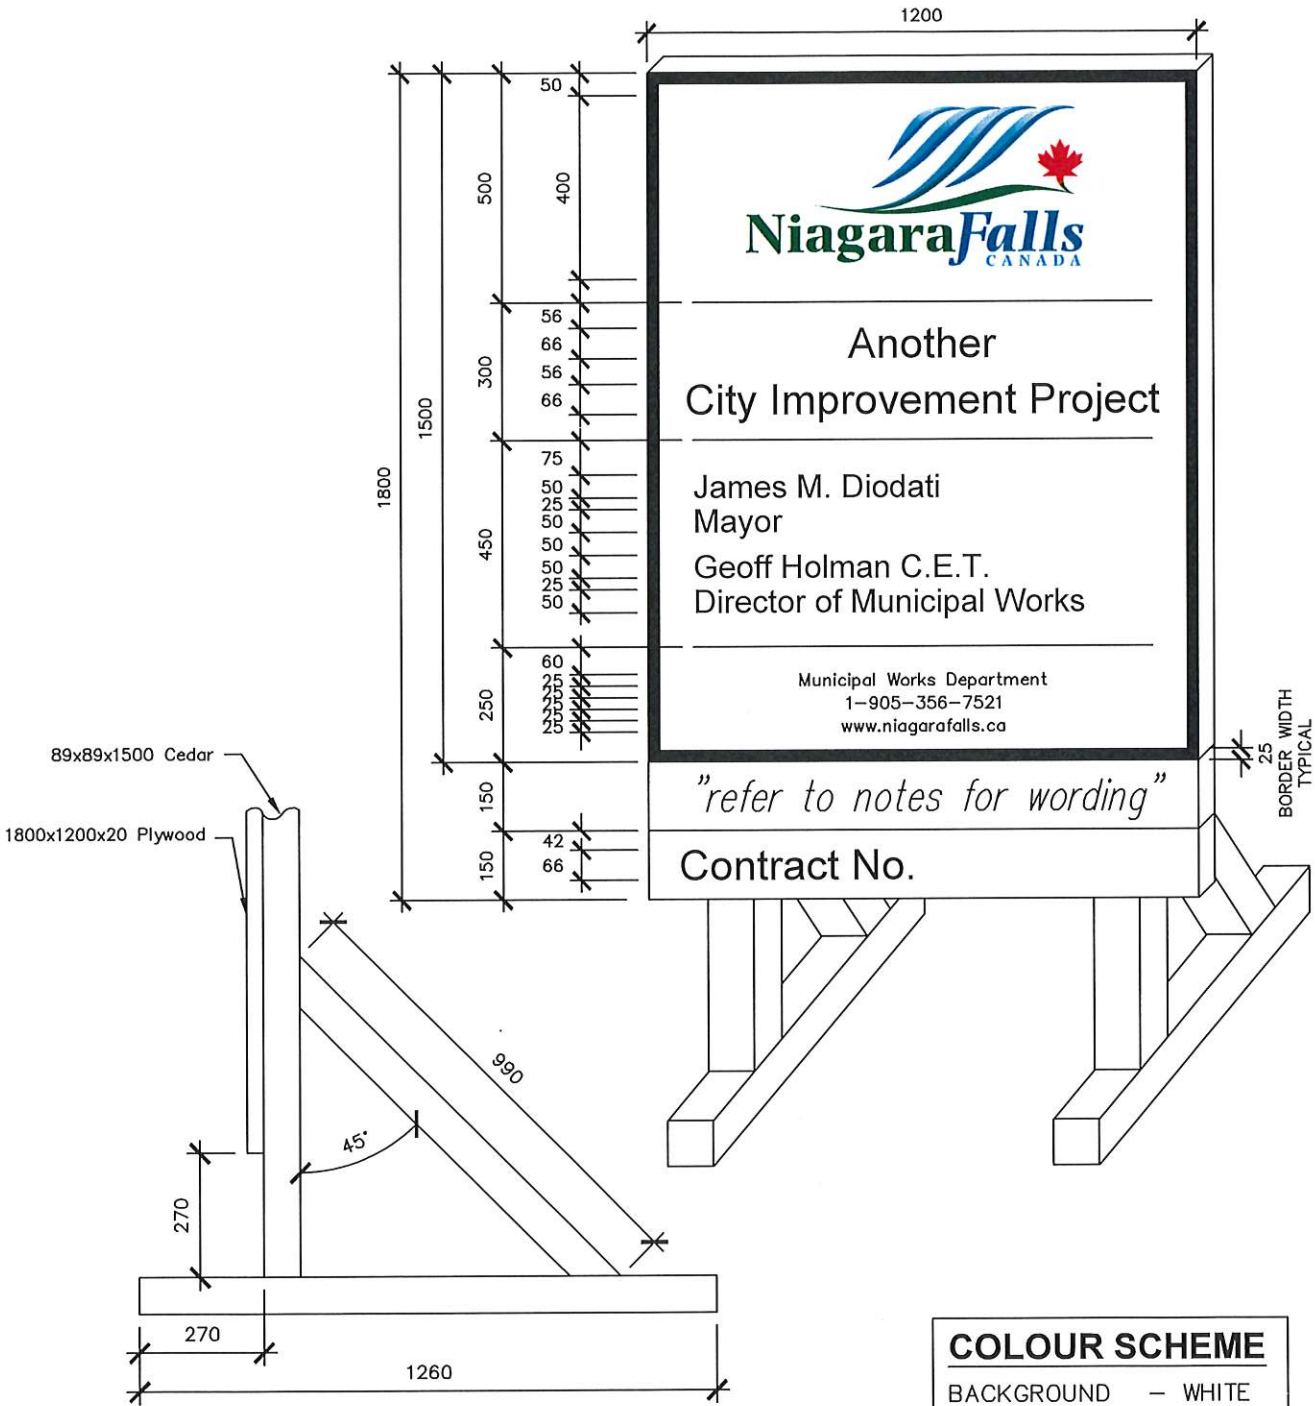 1200
50
500
400
NiagaraFalls
CANADA
56
66
300
56
66
1500
1800
Another
City Improvement Project
75
50
25
50
450
50
50
25
50
James M. Diodati
Mayor
Geoff Holman C.E.T.
Director of Municipal Works
60
25
25
250
25
25
25
Municipal Works Department
1-905-356-7521
www.niagarafalls.ca
25
BORDER WIDTH
TYPICAL
150
"refer to notes for wording"
42
150
66
Contract No.
89x89x1500 Cedar
1800x1200x20 Plywood
990
45°
270
270
1260
COLOUR SCHEME
BACKGROUND – WHITE